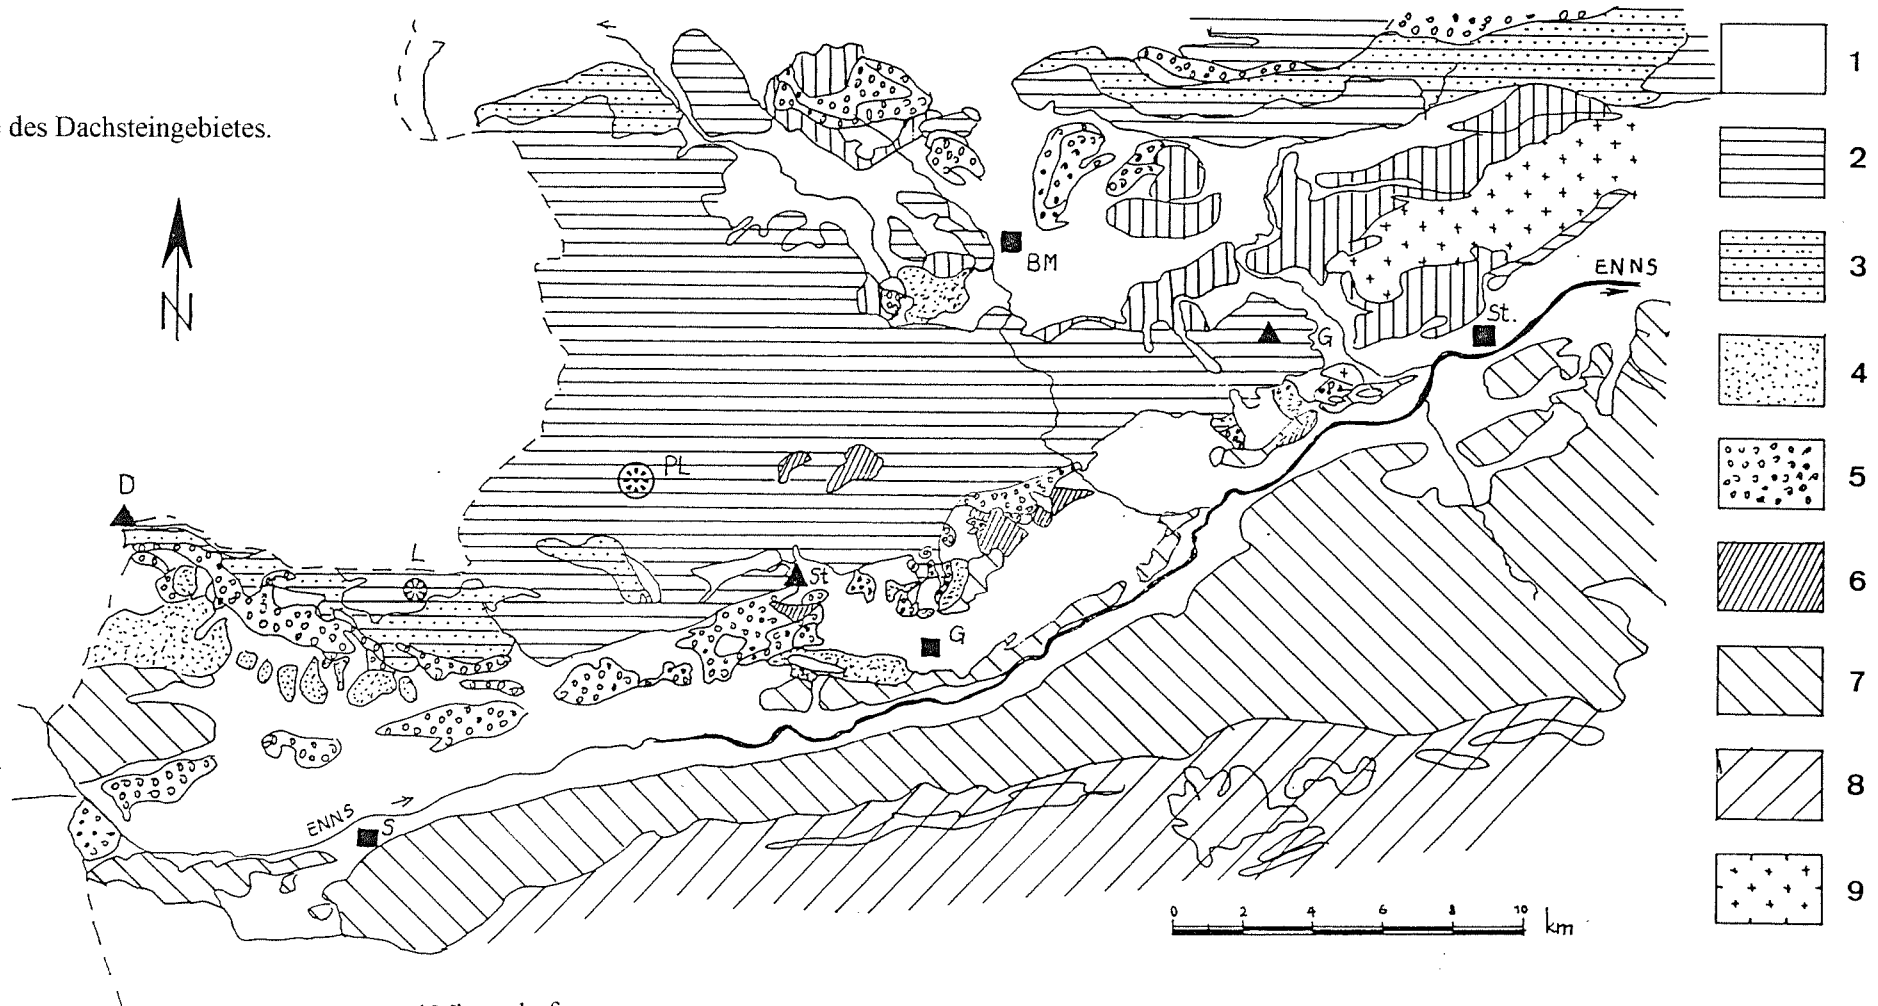 des Dachsteingebietes.
N
BM
ENNS
St.
G
PL
D
L
St
G
ENNS
S
0 2 4 6 8 10 km
1
2
3
4
5
6
7
8
9